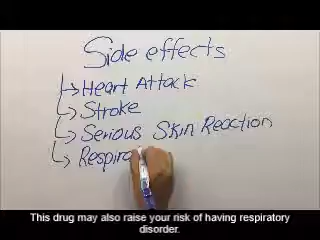 Side effects
Heart Attack
Stroke
Serious Skin Reaction
Respira
This drug may also raise your risk of having respiratory
disorder.